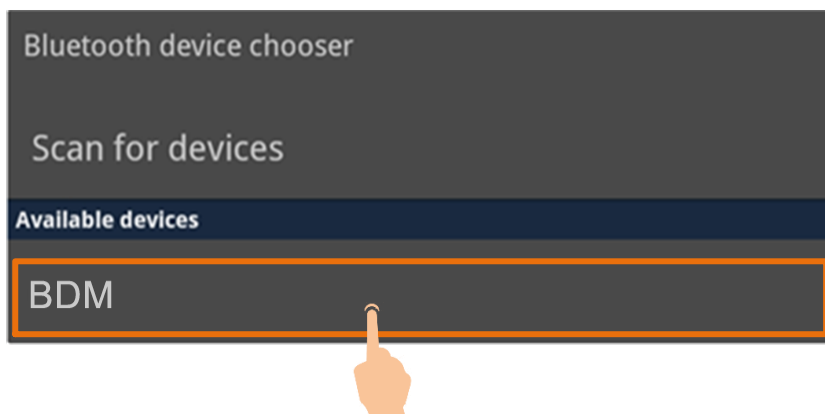 Bluetooth device chooser
Scan for devices
Available devices
BDM